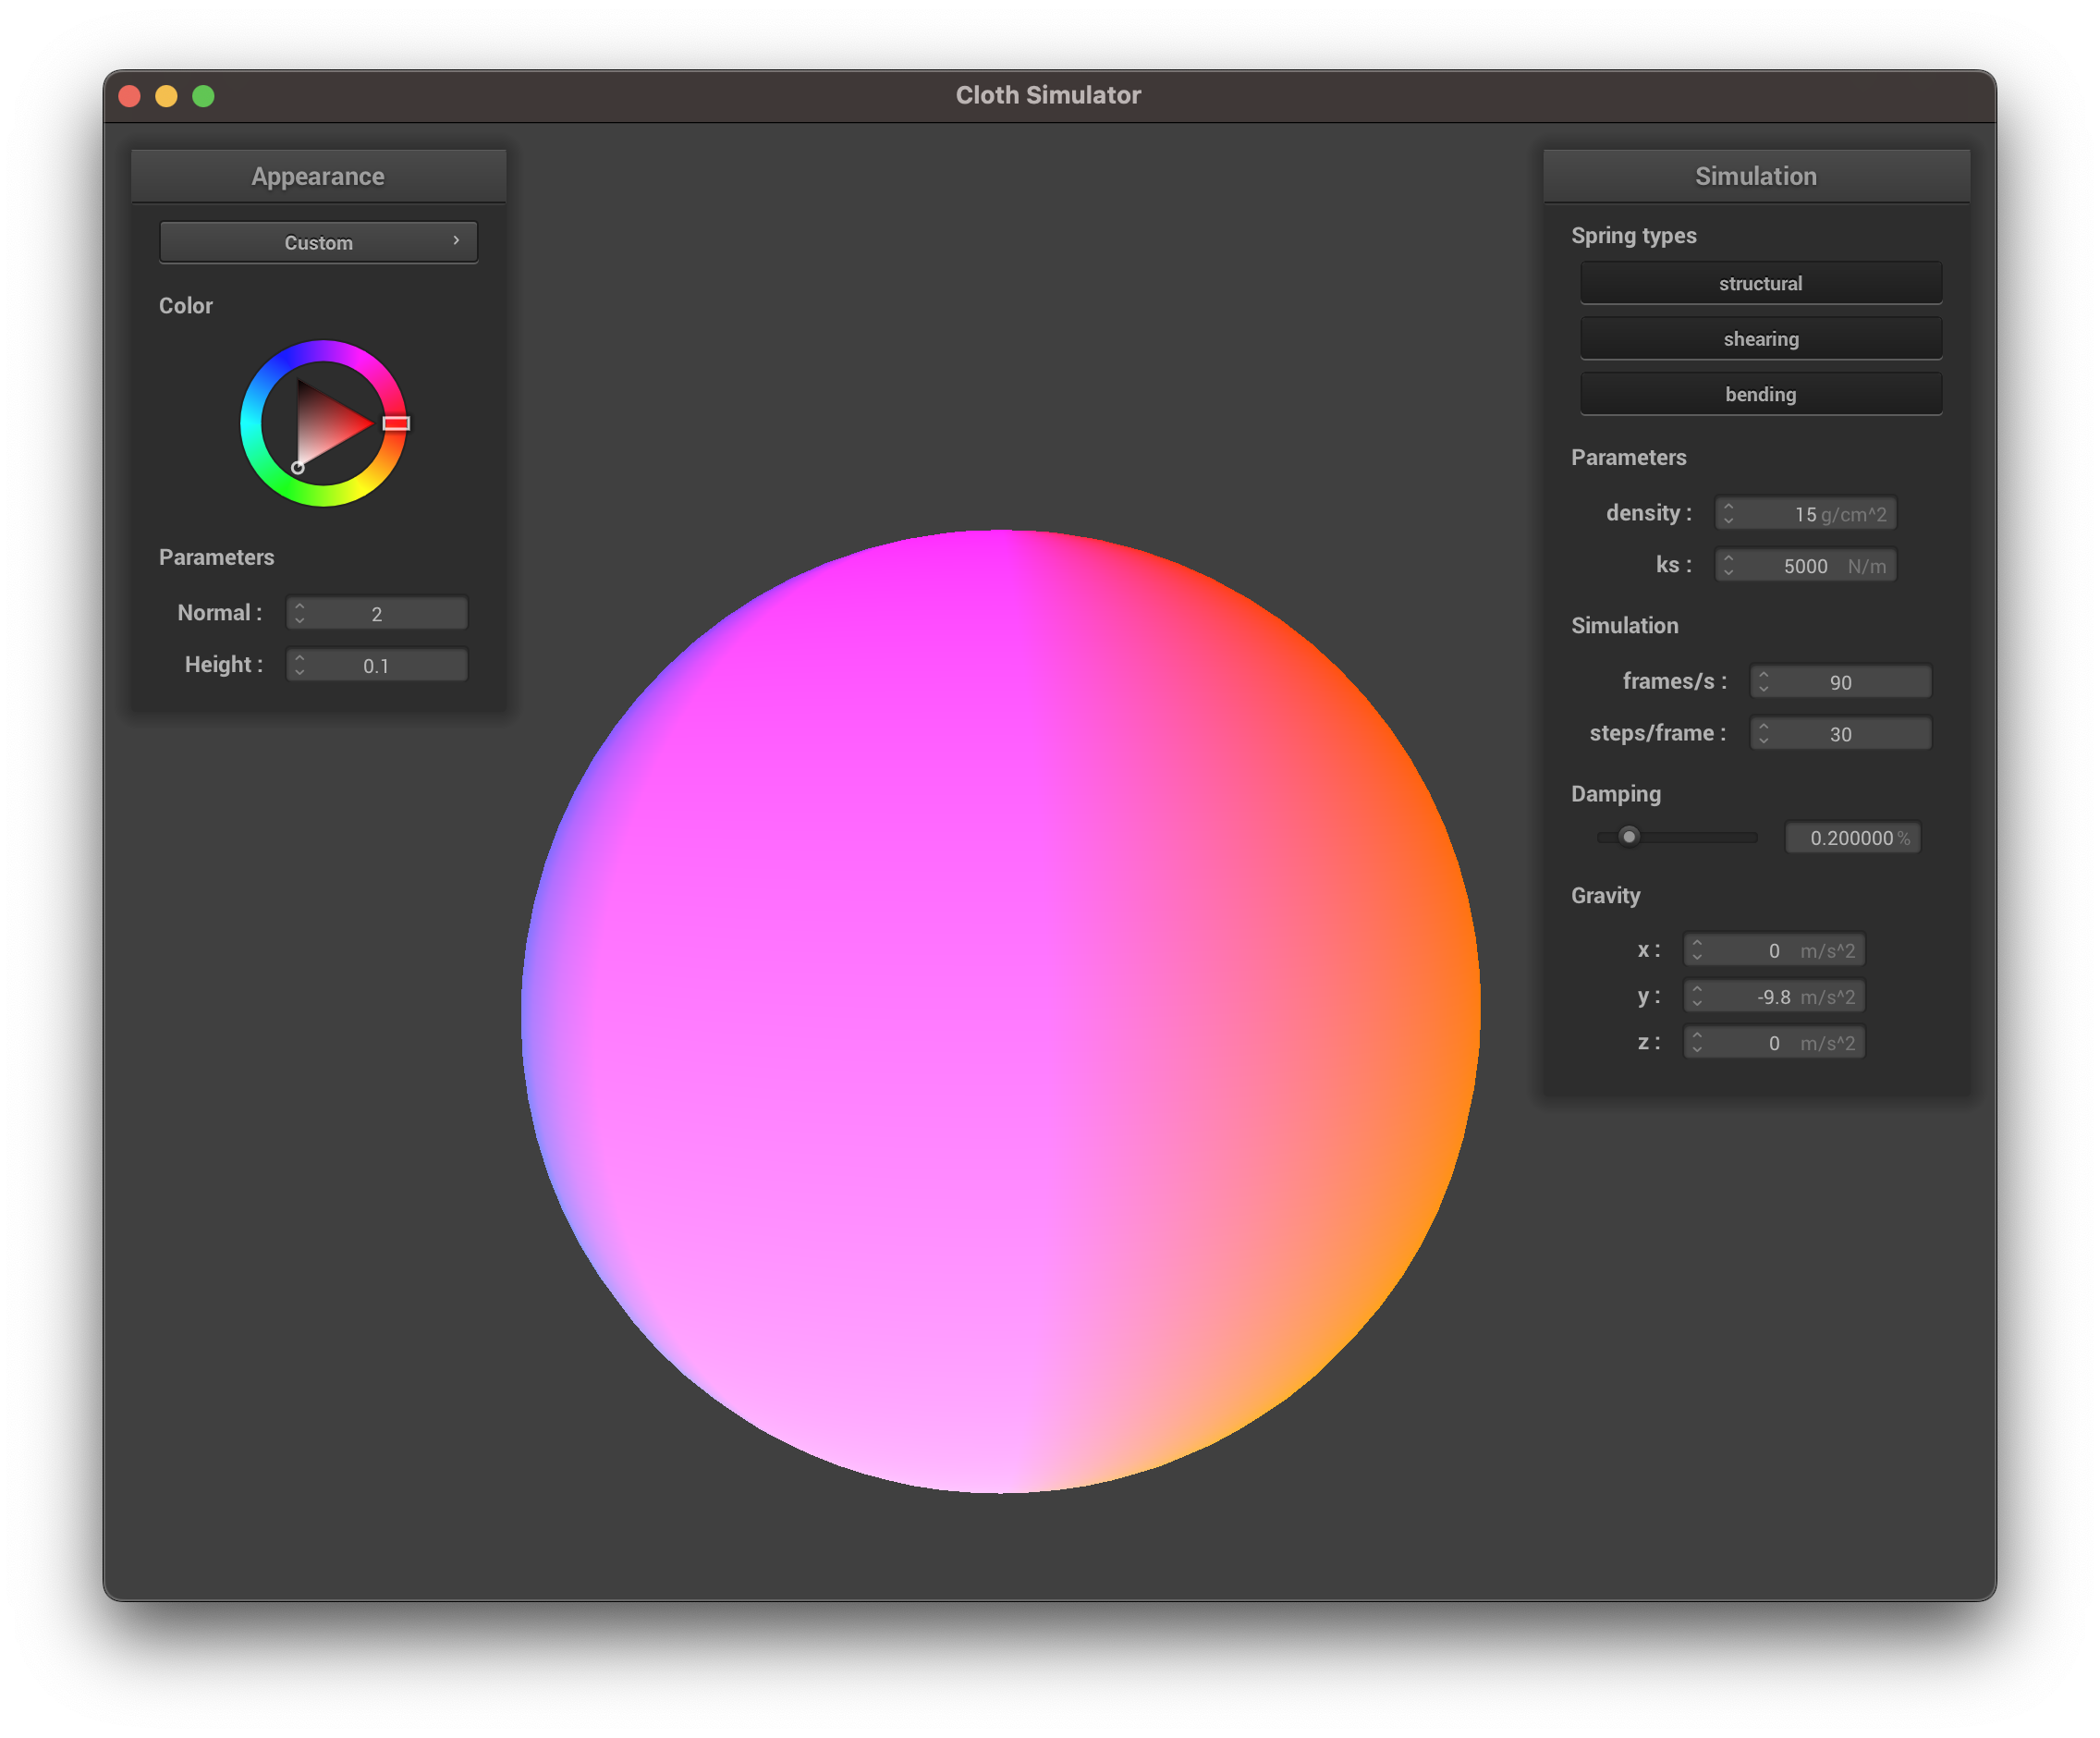 Cloth Simulator
Appearance
Custom
Color
Parameters
Normal : 2
Height : 0.1
Simulation
Spring types
structural
shearing
bending
Parameters
density : 15 g/cm^2
ks : 5000 N/m
Simulation
frames/s : 90
steps/frame : 30
Damping
0.200000 %
Gravity
x : 0 m/s^2
y : -9.8 m/s^2
z : 0 m/s^2